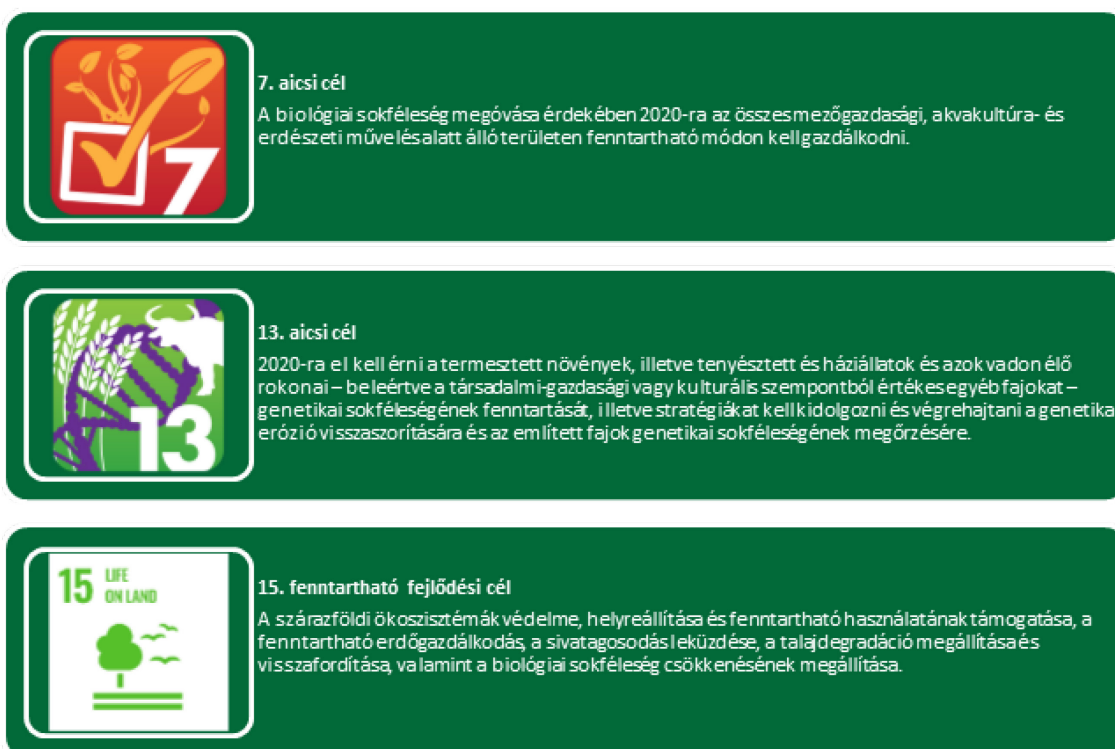 7
7. aicsi cél
A biológiai sokféleség megóvása érdekében 2020-ra az összes mezőgazdasági, akvakultúra- és
erdészeti művelés alatt álló területen fenntartható módon kell gazdálkodni.
13
13. aicsi cél
2020-ra el kell érni a termesztett növények, illetve tenyésztett és háziállatok és azok vadon élő
rokonai – beleértve a társadalmi-gazdasági vagy kulturális szempontból értékes egyéb fajokat –
genetikai sokféleségének fenntartását, illetve stratégiákat kell kidolgozni és végrehajtani a genetika
erózió visszaszorítására és az említett fajok genetikai sokféleségének megőrzésére.
15 LIFE
ON LAND
15. fenntartható fejlődési cél
A szárazföldi ökoszisztémák védelme, helyreállítása és fenntartható használatának támogatása, a
fenntartható erdőgazdálkodás, a sivatagosodás leküzdése, a talajdegradáció megállítása és
visszafordítása, valamint a biológiai sokféleség csökkenésének megállítása.